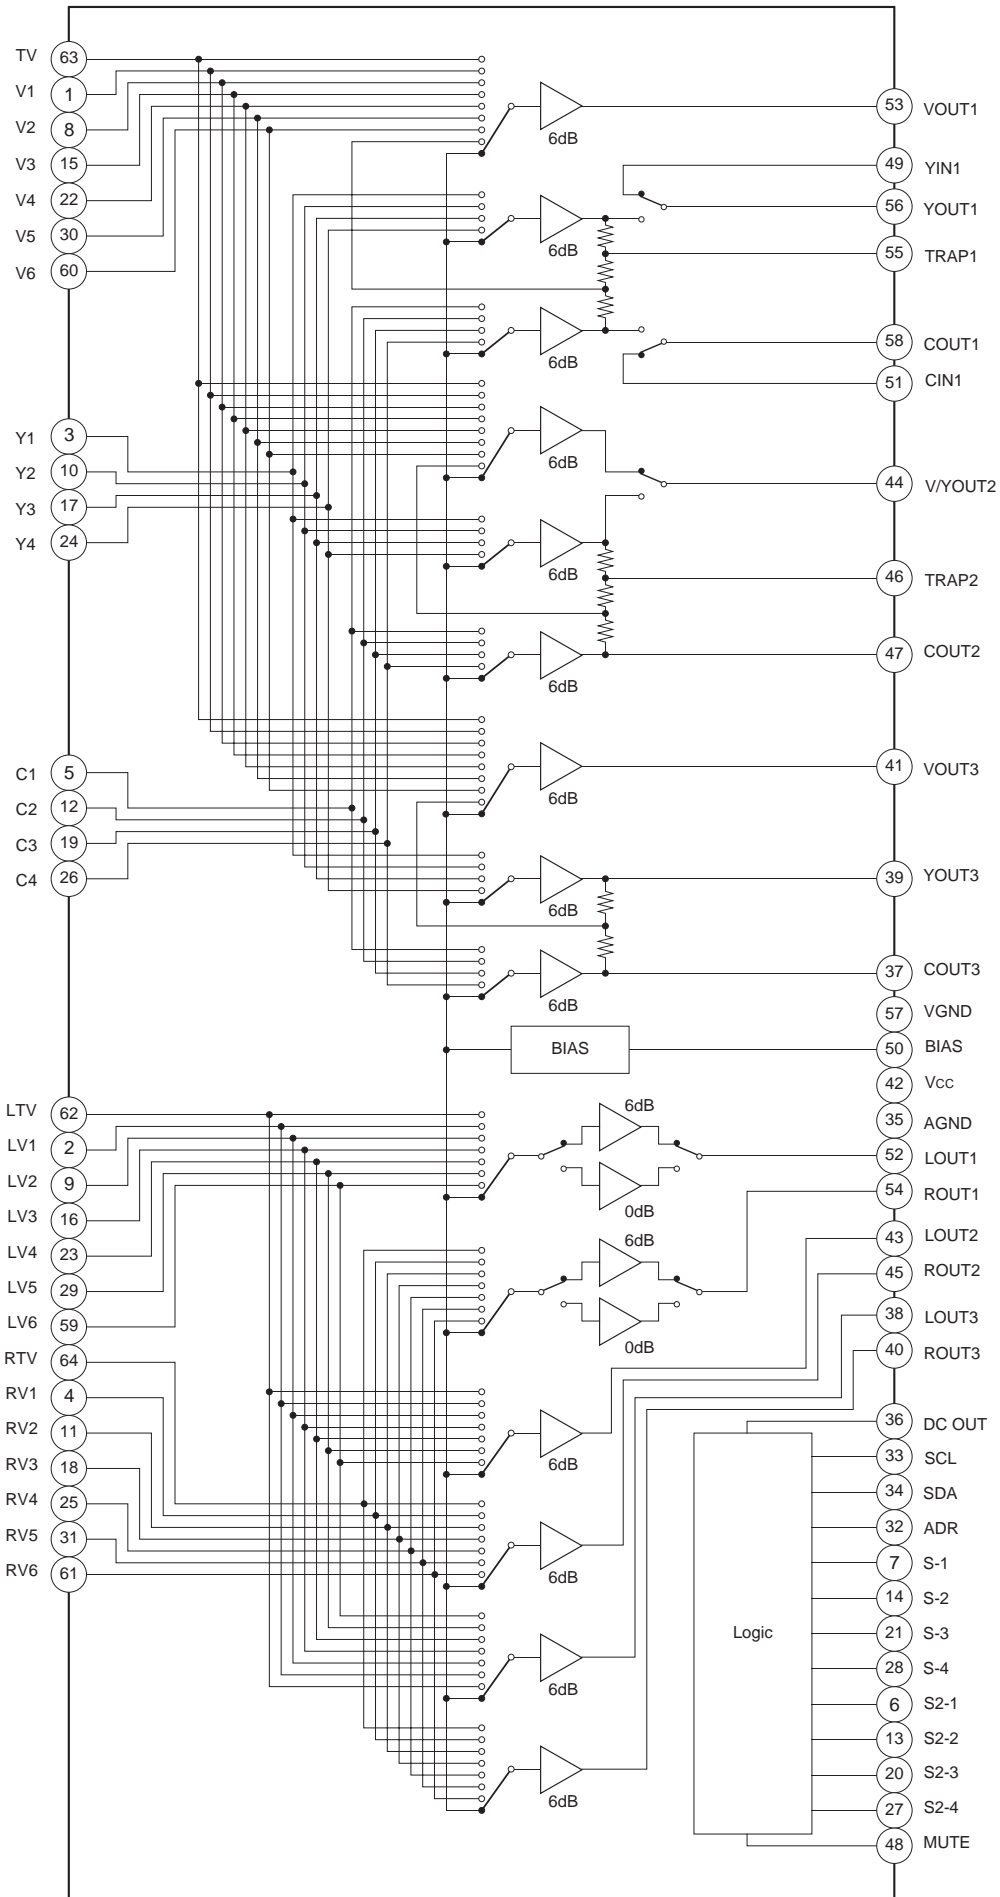 TV 63
V1 1
V2 8
V3 15
V4 22
V5 30
V6 60
Y1 3
Y2 10
Y3 17
Y4 24
C1 5
C2 12
C3 19
C4 26
LTV 62
LV1 2
LV2 9
LV3 16
LV4 23
LV5 29
LV6 59
RTV 64
RV1 4
RV2 11
RV3 18
RV4 25
RV5 31
RV6 61
6dB
6dB
6dB
6dB
6dB
6dB
6dB
6dB
6dB
BIAS
6dB
0dB
6dB
0dB
6dB
6dB
6dB
6dB
Logic
53 VOUT1
49 YIN1
56 YOUT1
55 TRAP1
58 COUT1
51 CIN1
44 V/YOUT2
46 TRAP2
47 COUT2
41 VOUT3
39 YOUT3
37 COUT3
57 VGND
50 BIAS
42 VCC
35 AGND
52 LOUT1
54 ROUT1
43 LOUT2
45 ROUT2
38 LOUT3
40 ROUT3
36 DC OUT
33 SCL
34 SDA
32 ADR
7 S-1
14 S-2
21 S-3
28 S-4
6 S2-1
13 S2-2
20 S2-3
27 S2-4
48 MUTE